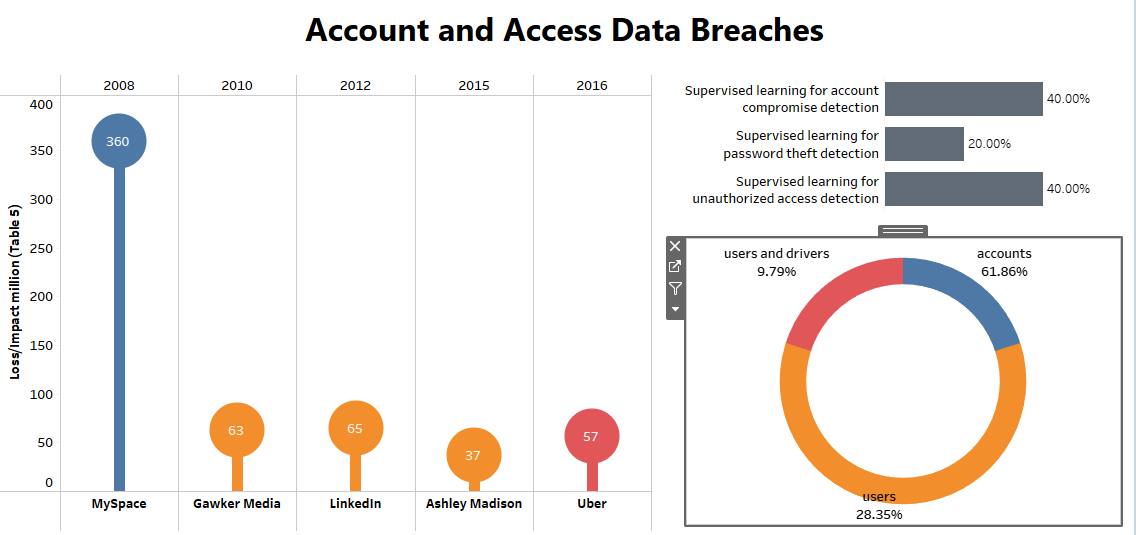 Account and Access Data Breaches
2008 2010 2012 2015 2016
Loss/Impact million (Table 5)
400
350
300
250
200
150
100
50
0
360
63
65
37
57
MySpace Gawker Media LinkedIn Ashley Madison Uber
Supervised learning for account
compromise detection
40.00%
Supervised learning for
password theft detection
20.00%
Supervised learning for
unauthorized access detection
40.00%
users and drivers
9.79%
accounts
61.86%
users
28.35%